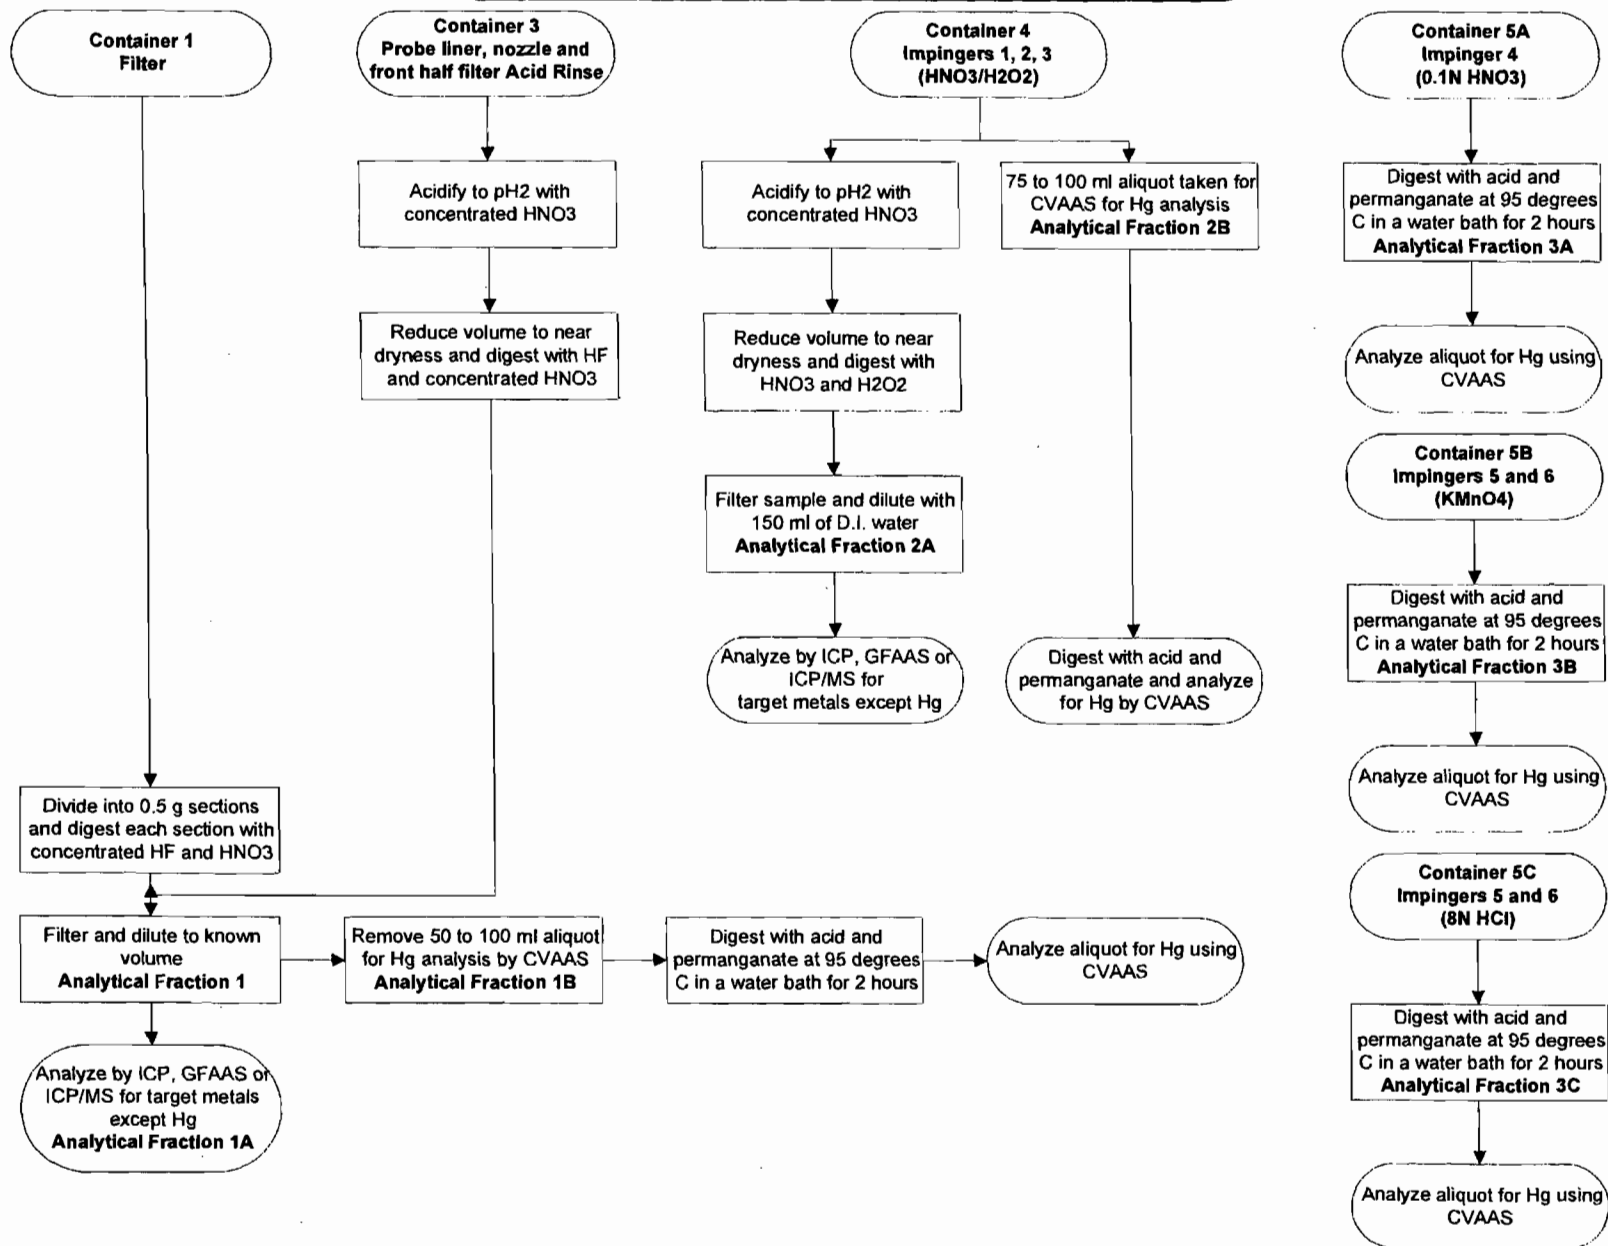 Container 1
Filter
Container 3
Probe liner, nozzle and
front half filter Acid Rinse
Container 4
Impingers 1, 2, 3
(HNO3/H2O2)
Container 5A
Impinger 4
(0.1N HNO3)
Acidify to pH2 with
concentrated HNO3
Acidify to pH2 with
concentrated HNO3
75 to 100 ml aliquot taken for
CVAAS for Hg analysis
Analytical Fraction 2B
Digest with acid and
permanganate at 95 degrees
C in a water bath for 2 hours
Analytical Fraction 3A
Reduce volume to near
dryness and digest with HF
and concentrated HNO3
Reduce volume to near
dryness and digest with
HNO3 and H2O2
Analyze aliquot for Hg using
CVAAS
Container 5B
Impingers 5 and 6
(KMnO4)
Filter sample and dilute with
150 ml of D.I. water
Analytical Fraction 2A
Digest with acid and
permanganate at 95 degrees
C in a water bath for 2 hours
Analytical Fraction 3B
Analyze by ICP, GFAAS or
ICP/MS for
target metals except Hg
Digest with acid and
permanganate and analyze
for Hg by CVAAS
Analyze aliquot for Hg using
CVAAS
Divide into 0.5 g sections
and digest each section with
concentrated HF and HNO3
Container 5C
Impingers 5 and 6
(8N HCl)
Filter and dilute to known
volume
Analytical Fraction 1
Remove 50 to 100 ml aliquot
for Hg analysis by CVAAS
Analytical Fraction 1B
Digest with acid and
permanganate at 95 degrees
C in a water bath for 2 hours
Analyze aliquot for Hg using
CVAAS
Digest with acid and
permanganate at 95 degrees
C in a water bath for 2 hours
Analytical Fraction 3C
Analyze by ICP, GFAAS or
ICP/MS for target metals
except Hg
Analytical Fraction 1A
Analyze aliquot for Hg using
CVAAS